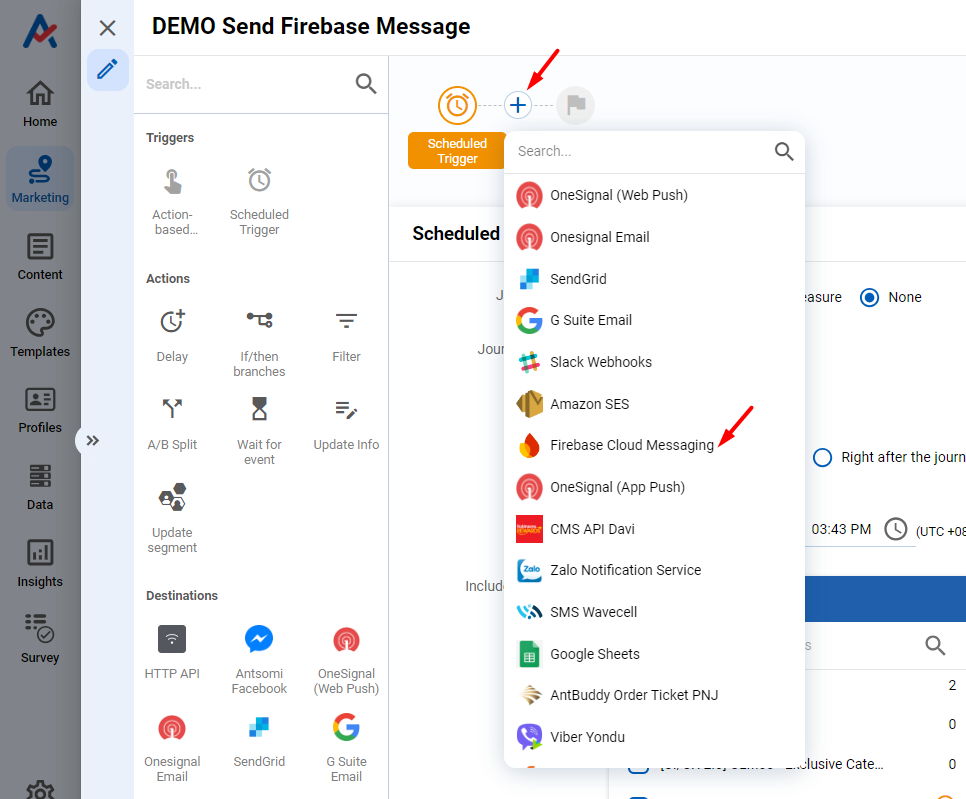 DEMO Send Firebase Message
Home
Marketing
Content
Templates
Profiles
Data
Insights
Survey
Search...
Triggers
Action-
based...
Scheduled
Trigger
Actions
Delay
If/then
branches
Filter
A/B Split
Wait for
event
Update Info
Update
segment
Destinations
HTTP API
Antsomi
Facebook
OneSignal
(Web Push)
Onesignal
Email
SendGrid
G Suite
Email
Scheduled
Trigger
Scheduled
J
Jour
Includ
Search...
OneSignal (Web Push)
Onesignal Email
SendGrid
G Suite Email
Slack Webhooks
Amazon SES
Firebase Cloud Messaging
OneSignal (App Push)
CMS API Davi
Zalo
Zalo Notification Service
SMS Wavecell
Google Sheets
AntBuddy Order Ticket PNJ
Viber Yondu
easure
None
Right after the journ
03:43 PM
(UTC +08
s
2
0
Exclusive Cate...
0